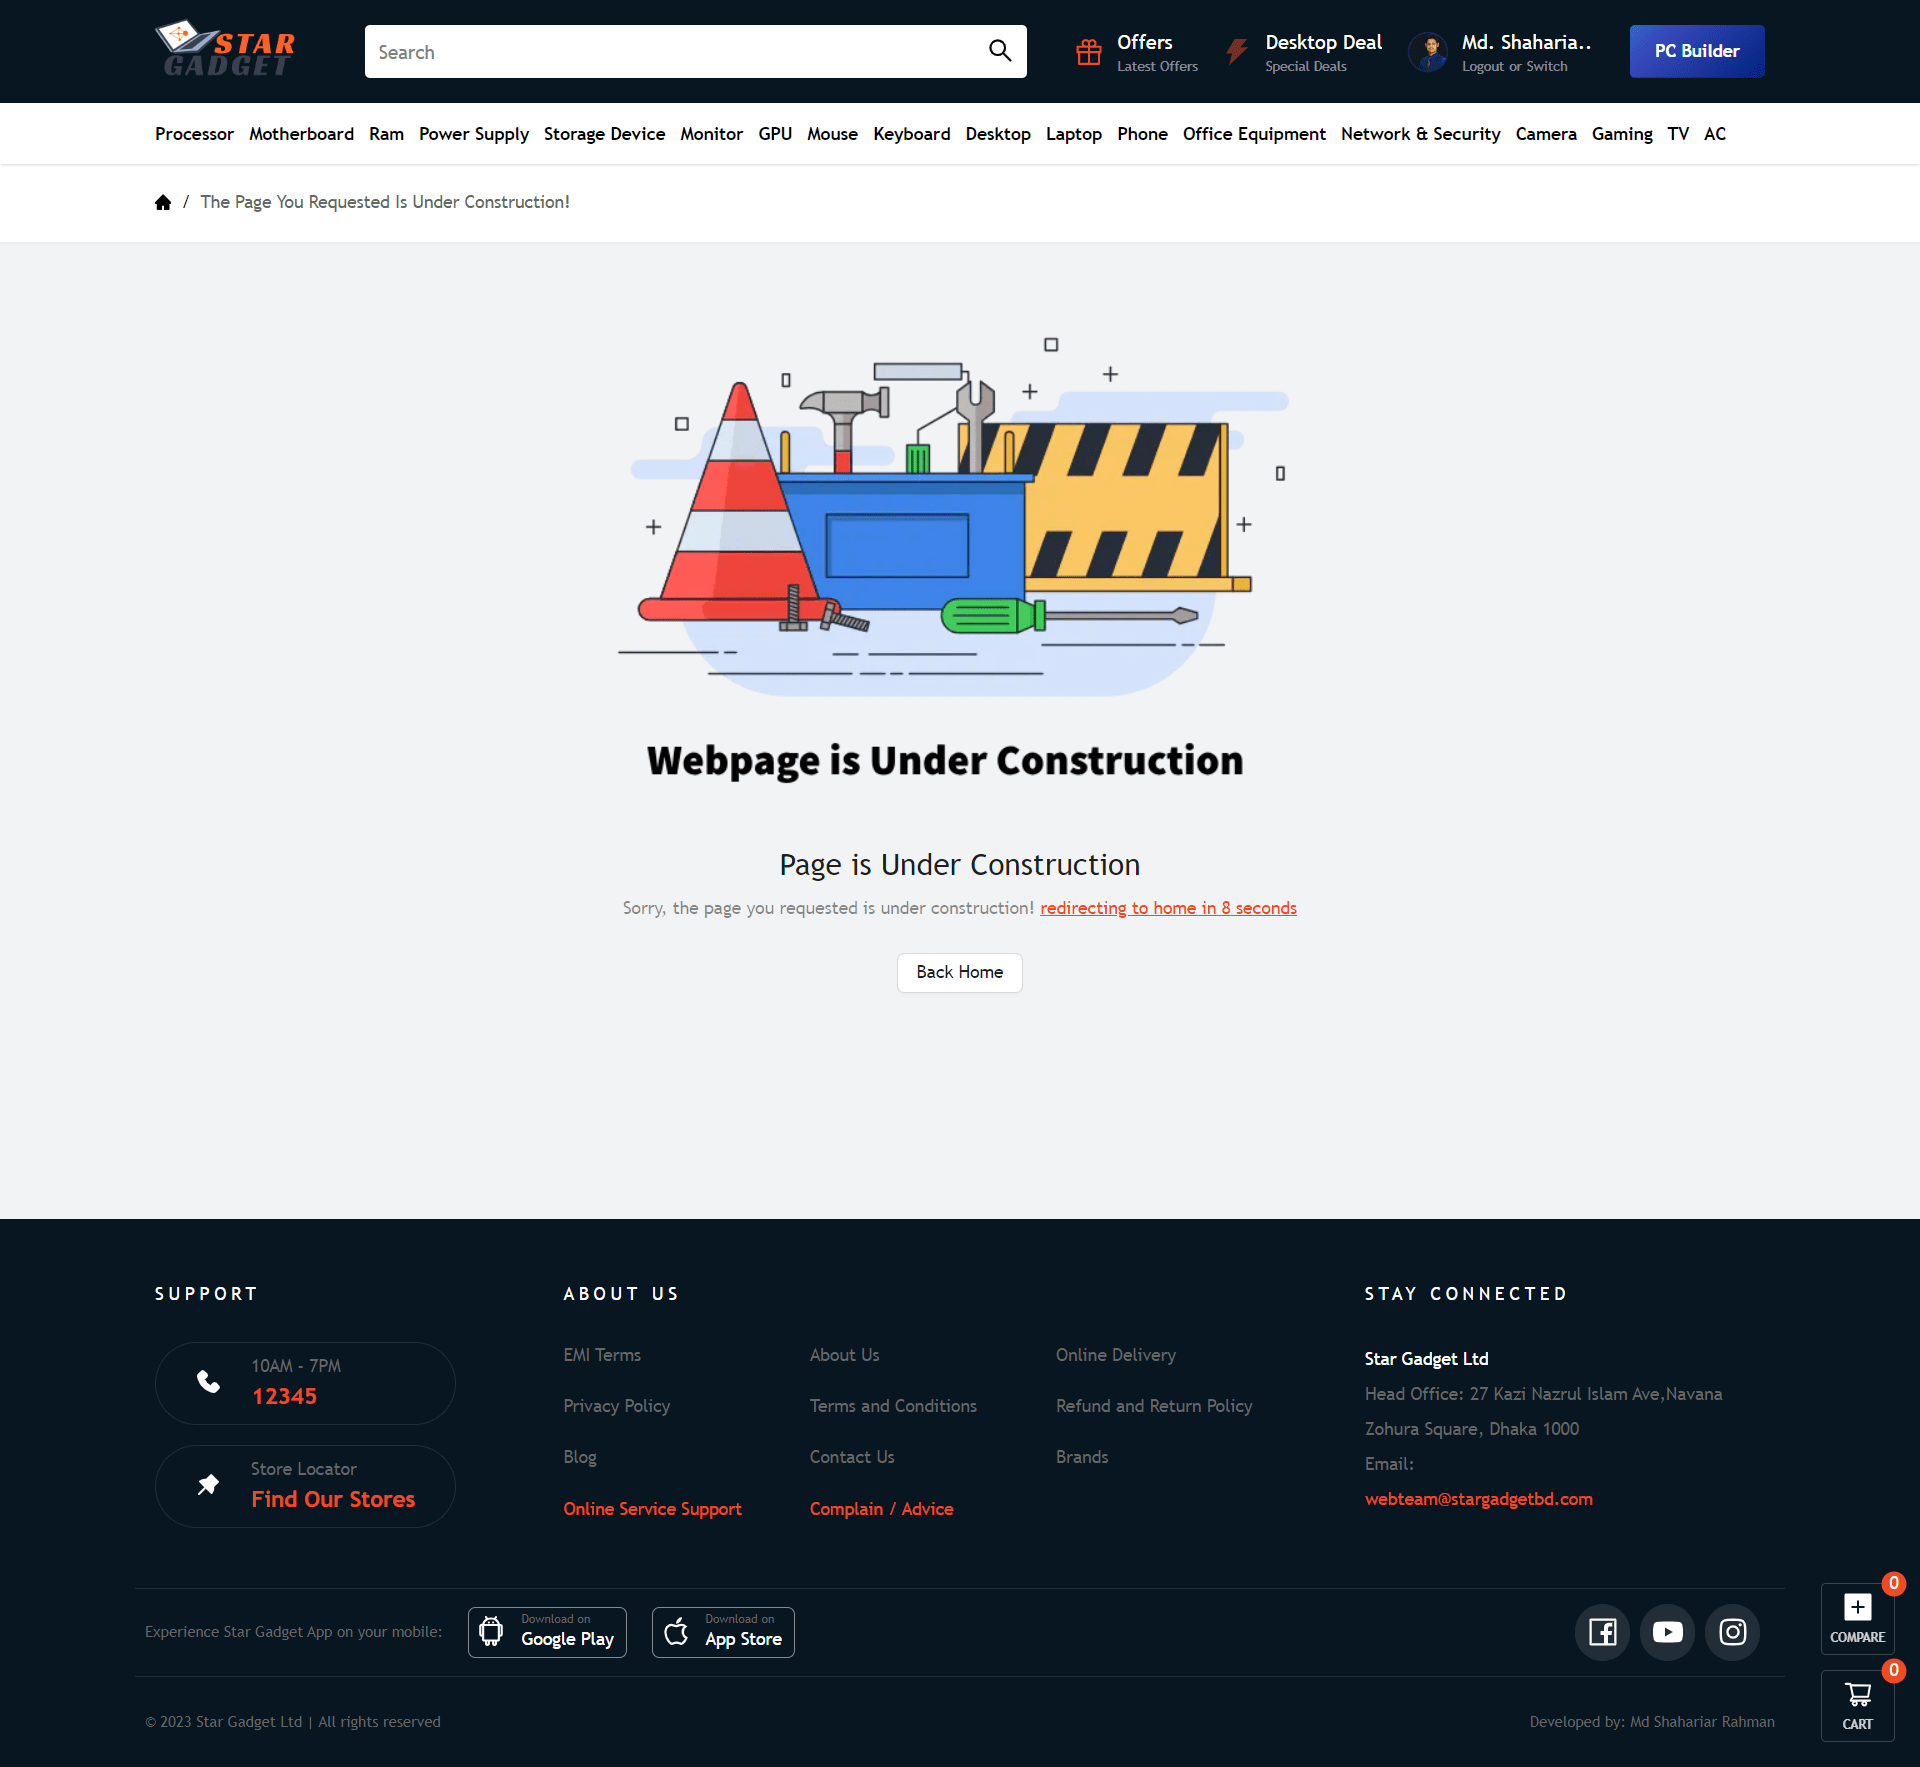 STAR
GADGET
Search
Offers
Latest Offers
Desktop Deal
Special Deals
Md. Shaharia..
Logout or Switch
PC Builder
Processor Motherboard Ram Power Supply Storage Device Monitor GPU Mouse Keyboard Desktop Laptop Phone Office Equipment Network & Security Camera Gaming TV AC
/ The Page You Requested Is Under Construction!
Webpage is Under Construction
Page is Under Construction
Sorry, the page you requested is under construction! redirecting to home in 8 seconds
Back Home
SUPPORT
10AM - 7PM
12345
Store Locator
Find Our Stores
ABOUT US
EMI Terms About Us Online Delivery
Privacy Policy Terms and Conditions Refund and Return Policy
Blog Contact Us Brands
Online Service Support Complain / Advice
STAY CONNECTED
Star Gadget Ltd
Head Office: 27 Kazi Nazrul Islam Ave,Navana
Zohura Square, Dhaka 1000
Email:
webteam@stargadgetbd.com
Experience Star Gadget App on your mobile:
Download on
Google Play
Download on
App Store
0
COMPARE
0
CART
© 2023 Star Gadget Ltd | All rights reserved
Developed by: Md Shahariar Rahman